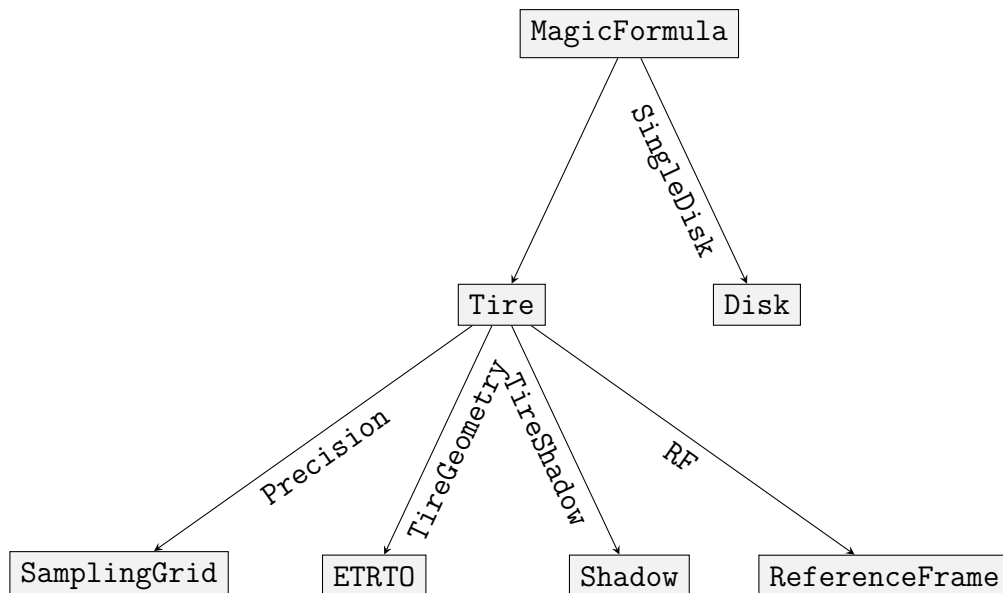 MagicFormula
SingleDisk
Tire
Disk
Precision
TireGeometry
TireShadow
RF
SamplingGrid
ETRTO
Shadow
ReferenceFrame